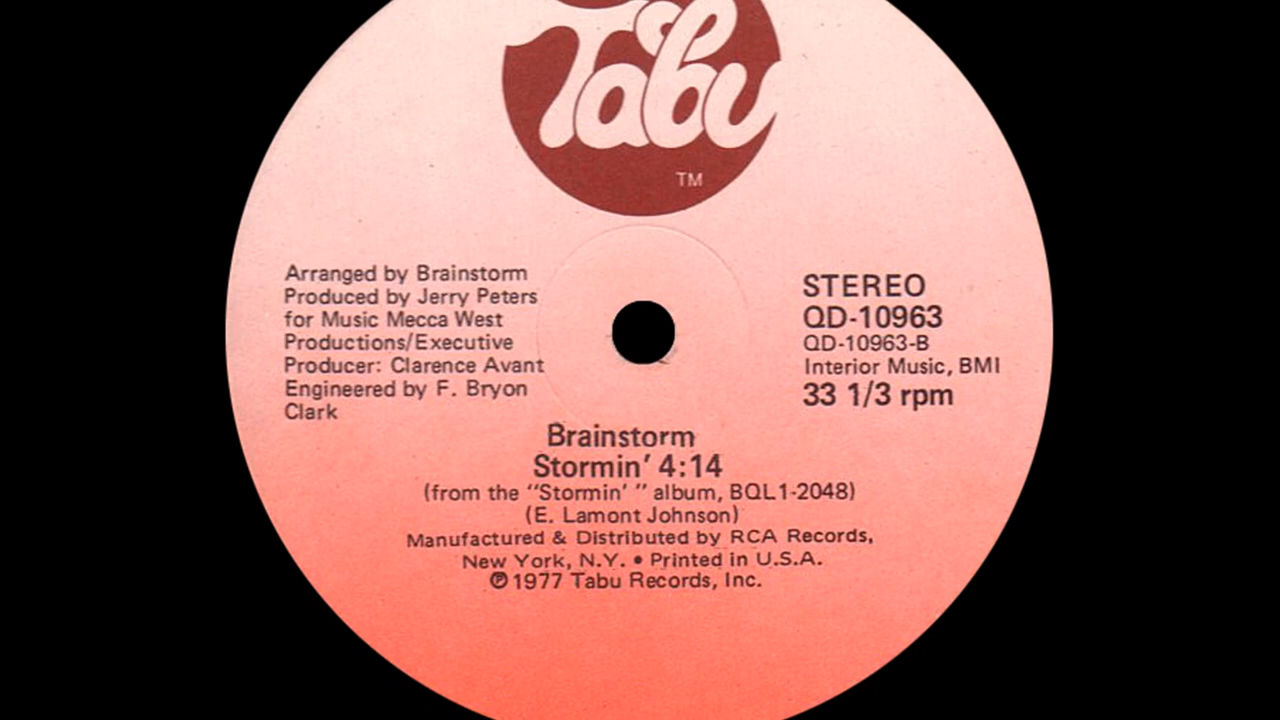 Tabu
TM
Arranged by Brainstorm
Produced by Jerry Peters
for Music Mecca West
Productions/Executive
Producer: Clarence Avant
Engineered by F. Bryon
Clark
STEREO
QD-10963
QD-10963-B
Interior Music, BMI
33 1/3 rpm
Brainstorm
Stormin' 4:14
(from the "Stormin' " album, BQL1-2048)
(E. Lamont Johnson)
Manufactured & Distributed by RCA Records,
New York, N.Y. • Printed in U.S.A.
℗ 1977 Tabu Records, Inc.